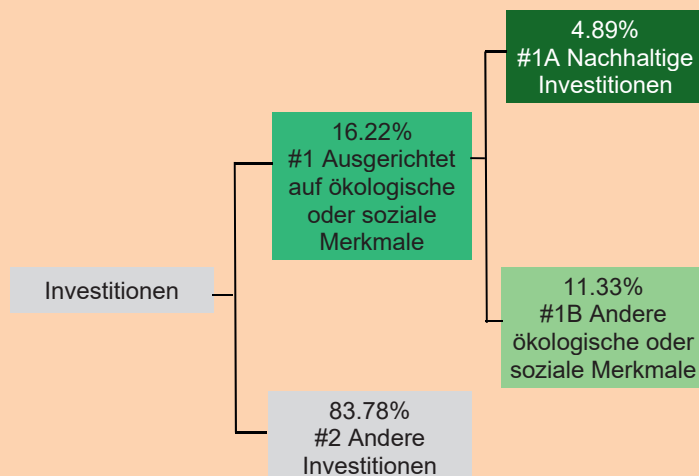 4.89%
#1A Nachhaltige
Investitionen
16.22%
#1 Ausgerichtet
auf ökologische
oder soziale
Merkmale
Investitionen
11.33%
#1B Andere
ökologische oder
soziale Merkmale
83.78%
#2 Andere
Investitionen